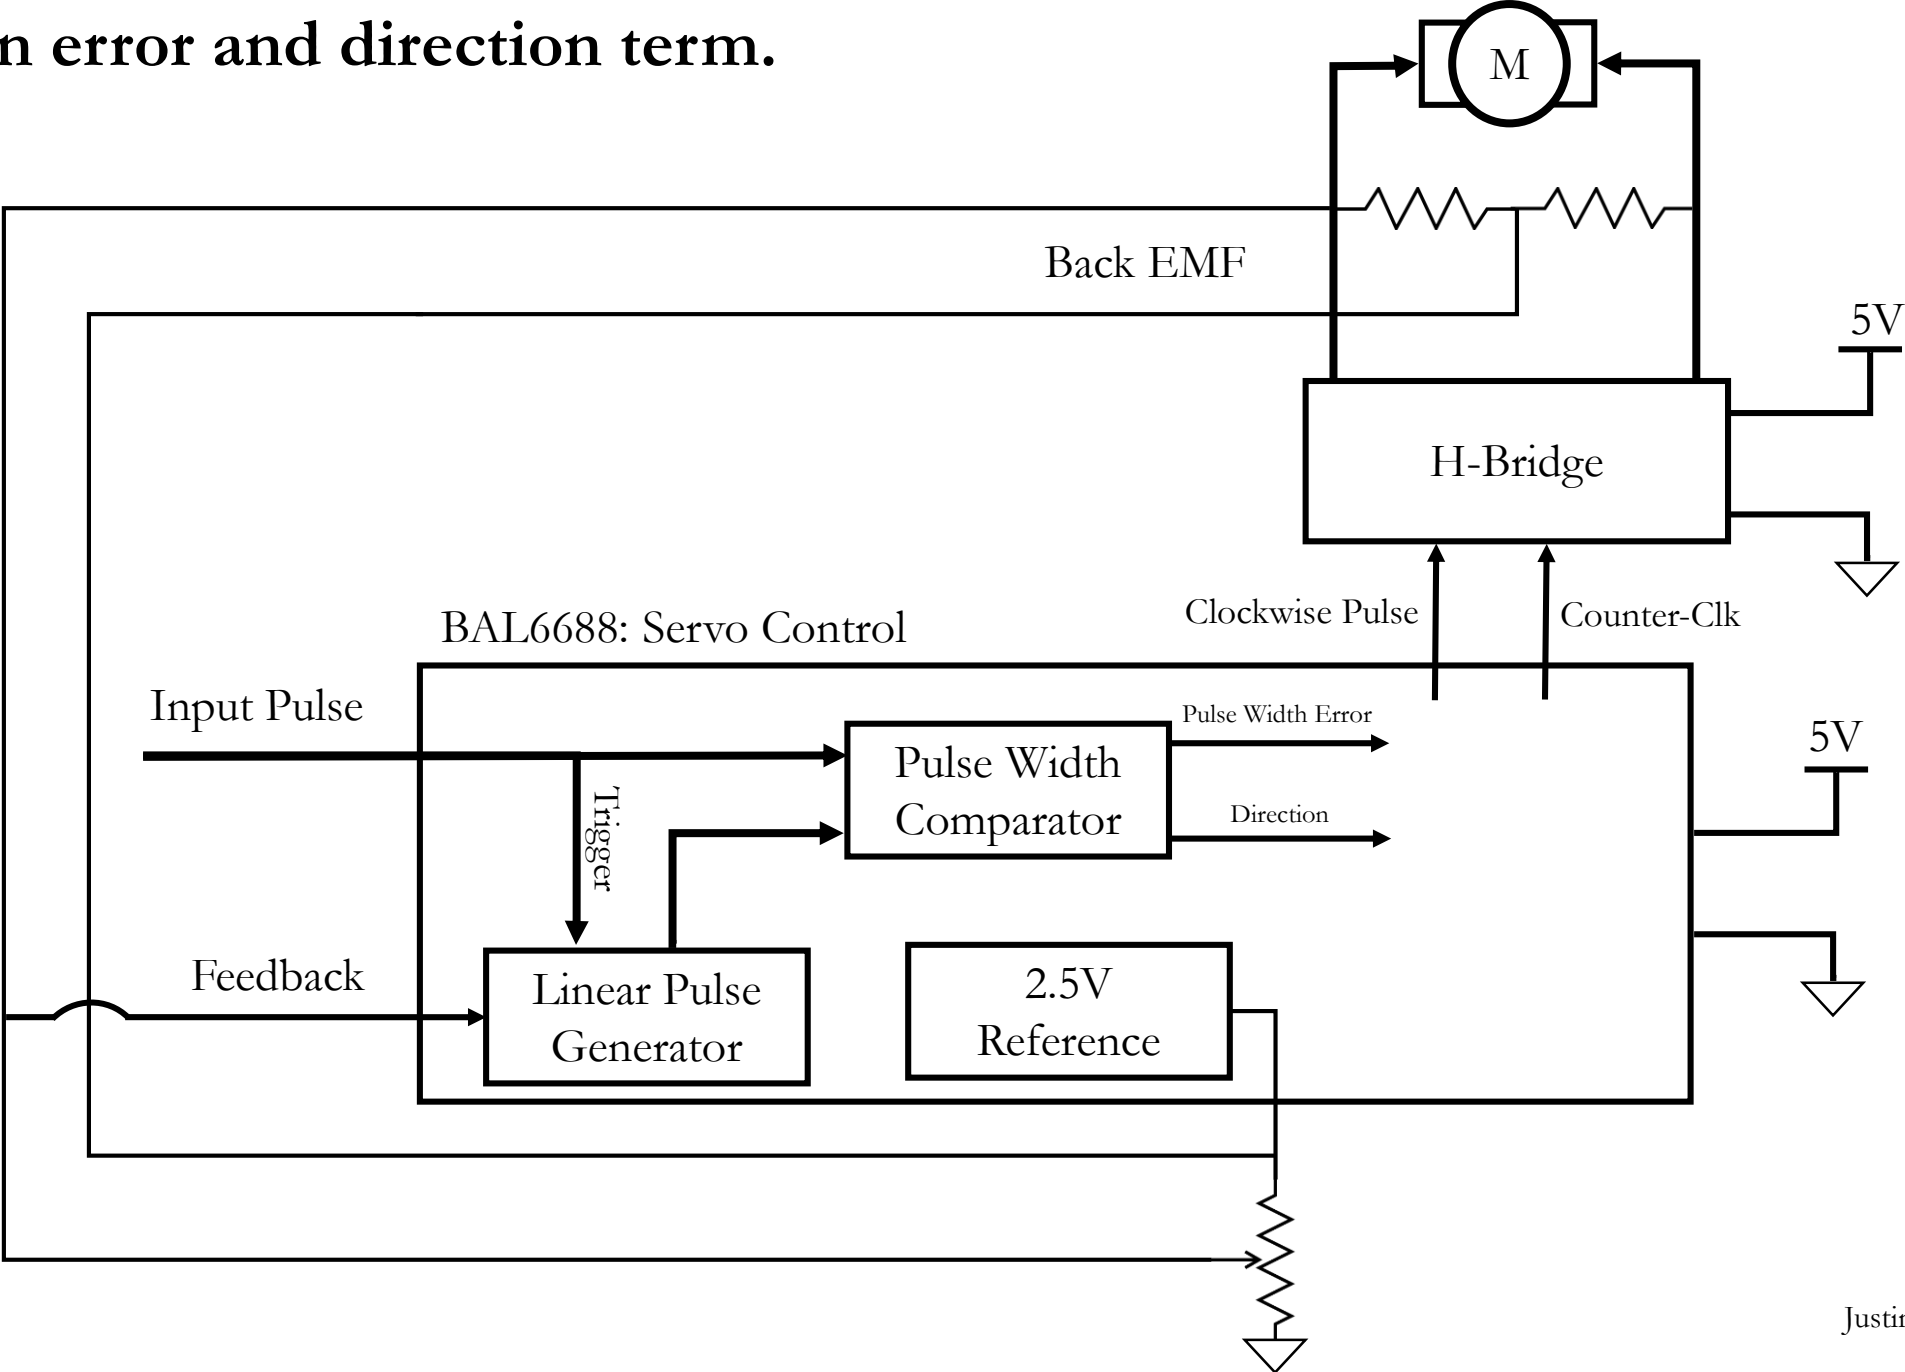 n error and direction term.
M
Back EMF
5V
H-Bridge
Clockwise Pulse
Counter-Clk
BAL6688: Servo Control
Input Pulse
Pulse Width Error
5V
Pulse Width
Comparator
Trigger
Direction
Feedback
Linear Pulse
Generator
2.5V
Reference
Justin